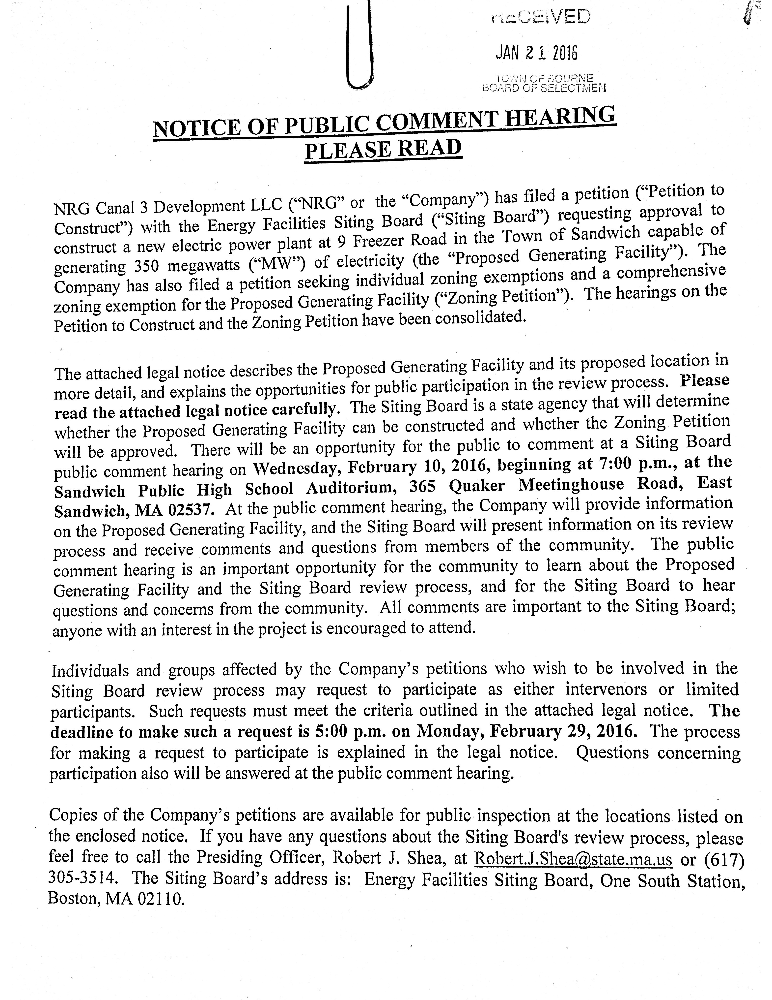 RECEIVED
JAN 21 2016
TOWN OF BOURNE
BOARD OF SELECTMEN
NOTICE OF PUBLIC COMMENT HEARING
PLEASE READ
NRG Canal 3 Development LLC (“NRG” or the “Company”) has filed a petition (“Petition to
Construct”) with the Energy Facilities Siting Board (“Siting Board”) requesting approval to
construct a new electric power plant at 9 Freezer Road in the Town of Sandwich capable of
generating 350 megawatts (“MW”) of electricity (the “Proposed Generating Facility”). The
Company has also filed a petition seeking individual zoning exemptions and a comprehensive
zoning exemption for the Proposed Generating Facility (“Zoning Petition”). The hearings on the
Petition to Construct and the Zoning Petition have been consolidated.
The attached legal notice describes the Proposed Generating Facility and its proposed location in
more detail, and explains the opportunities for public participation in the review process. Please
read the attached legal notice carefully. The Siting Board is a state agency that will determine
whether the Proposed Generating Facility can be constructed and whether the Zoning Petition
will be approved. There will be an opportunity for the public to comment at a Siting Board
public comment hearing on Wednesday, February 10, 2016, beginning at 7:00 p.m., at the
Sandwich Public High School Auditorium, 365 Quaker Meetinghouse Road, East
Sandwich, MA 02537. At the public comment hearing, the Company will provide information
on the Proposed Generating Facility, and the Siting Board will present information on its review
process and receive comments and questions from members of the community. The public
comment hearing is an important opportunity for the community to learn about the Proposed
Generating Facility and the Siting Board review process, and for the Siting Board to hear
questions and concerns from the community. All comments are important to the Siting Board;
anyone with an interest in the project is encouraged to attend.
Individuals and groups affected by the Company’s petitions who wish to be involved in the
Siting Board review process may request to participate as either intervenors or limited
participants. Such requests must meet the criteria outlined in the attached legal notice. The
deadline to make such a request is 5:00 p.m. on Monday, February 29, 2016. The process
for making a request to participate is explained in the legal notice. Questions concerning
participation also will be answered at the public comment hearing.
Copies of the Company’s petitions are available for public inspection at the locations listed on
the enclosed notice. If you have any questions about the Siting Board's review process, please
feel free to call the Presiding Officer, Robert J. Shea, at Robert.J.Shea@state.ma.us or (617)
305-3514. The Siting Board’s address is: Energy Facilities Siting Board, One South Station,
Boston, MA 02110.